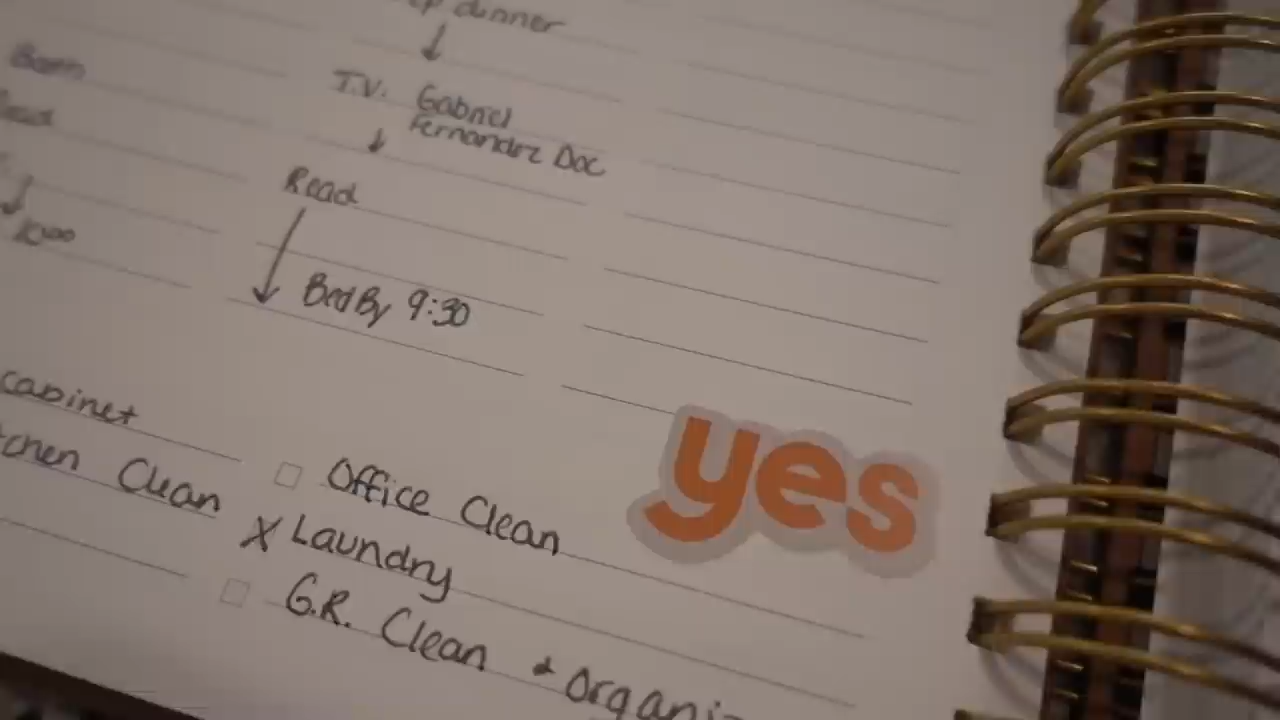 dinner
T.V. Gabriel
Fernandez Doc
Read
Bed By 9:30
cabinet
Clean
Office Clean
X Laundry
G.R. Clean + Organi
yes